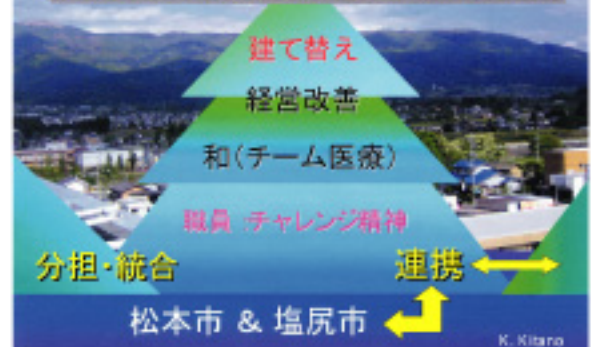 建て替え
経営改善
和(チーム医療)
職員:チャレンジ精神
分担・統合
連携
松本市 & 塩尻市
K. Kitano